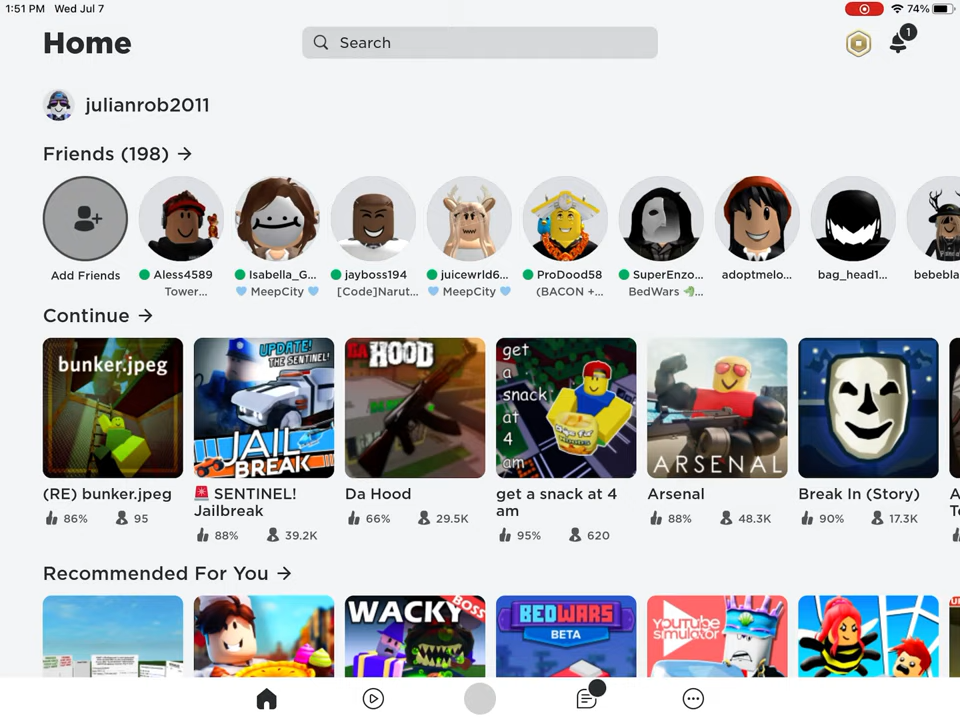 1:51 PM Wed Jul 7 74%
Home
Search
1
julianrob2011
Friends (198) →
Add Friends
Aless4589
Tower...
Isabella_G...
💙 MeepCity 💙
jayboss194
[Code]Narut...
juicewrld6...
💙 MeepCity 💙
ProDood58
(BACON +...
SuperEnzo...
BedWars 🐲...
adoptmelo...
bag_head1...
bebebla
Continue →
bunker.jpeg
(RE) bunker.jpeg
86% 95
UPDATE!
THE SENTINEL!
JAIL
BREAK
🚨 SENTINEL!
Jailbreak
88% 39.2K
DA HOOD
Da Hood
66% 29.5K
get
a
snack
at
4
am
get a snack at 4
am
95% 620
ARSENAL
Arsenal
88% 48.3K
Break In (Story)
90% 17.3K
Recommended For You →
WACKY
BOSS
BEDWARS
BETA
YOUTUBE
simulator